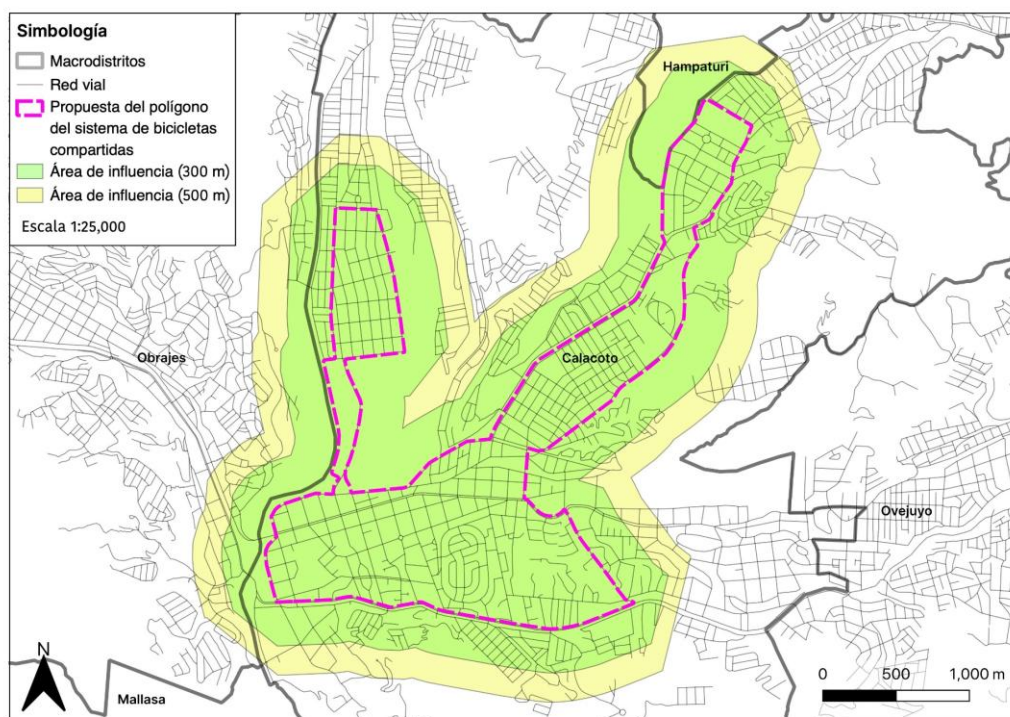 Simbología
Macrodistritos
Red vial
Propuesta del polígono
del sistema de bicicletas
compartidas
Área de influencia (300 m)
Área de influencia (500 m)
Escala 1:25,000
Hampaturi
Obrajes
Calacoto
Ovejuyo
N
Mallasa
0 500 1,000 m